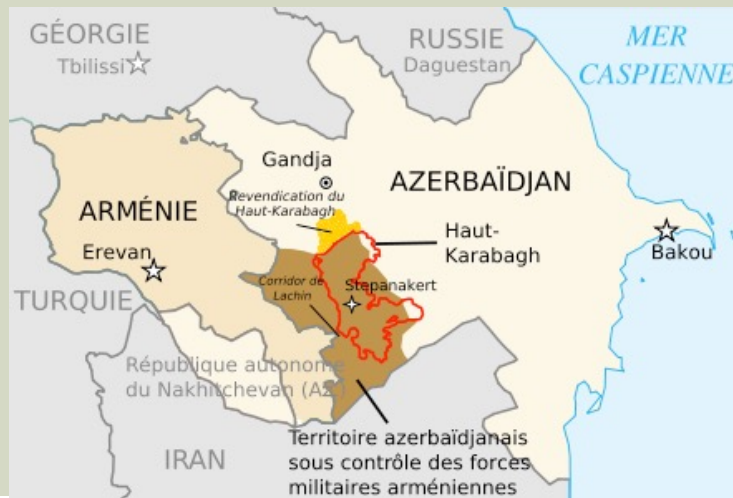 GÉORGIE
Tbilissi
RUSSIE
Daguestan
MER
CASPIENNE
Gandja
AZERBAÏDJAN
Revendication du
Haut-Karabagh
ARMÉNIE
Haut-
Karabagh
Erevan
Bakou
Corridor de
Lachin
Stepanakert
TURQUIE
République autonome
du Nakhitchevan (Az.)
Territoire azerbaïdjanais
sous contrôle des forces
militaires arméniennes
IRAN